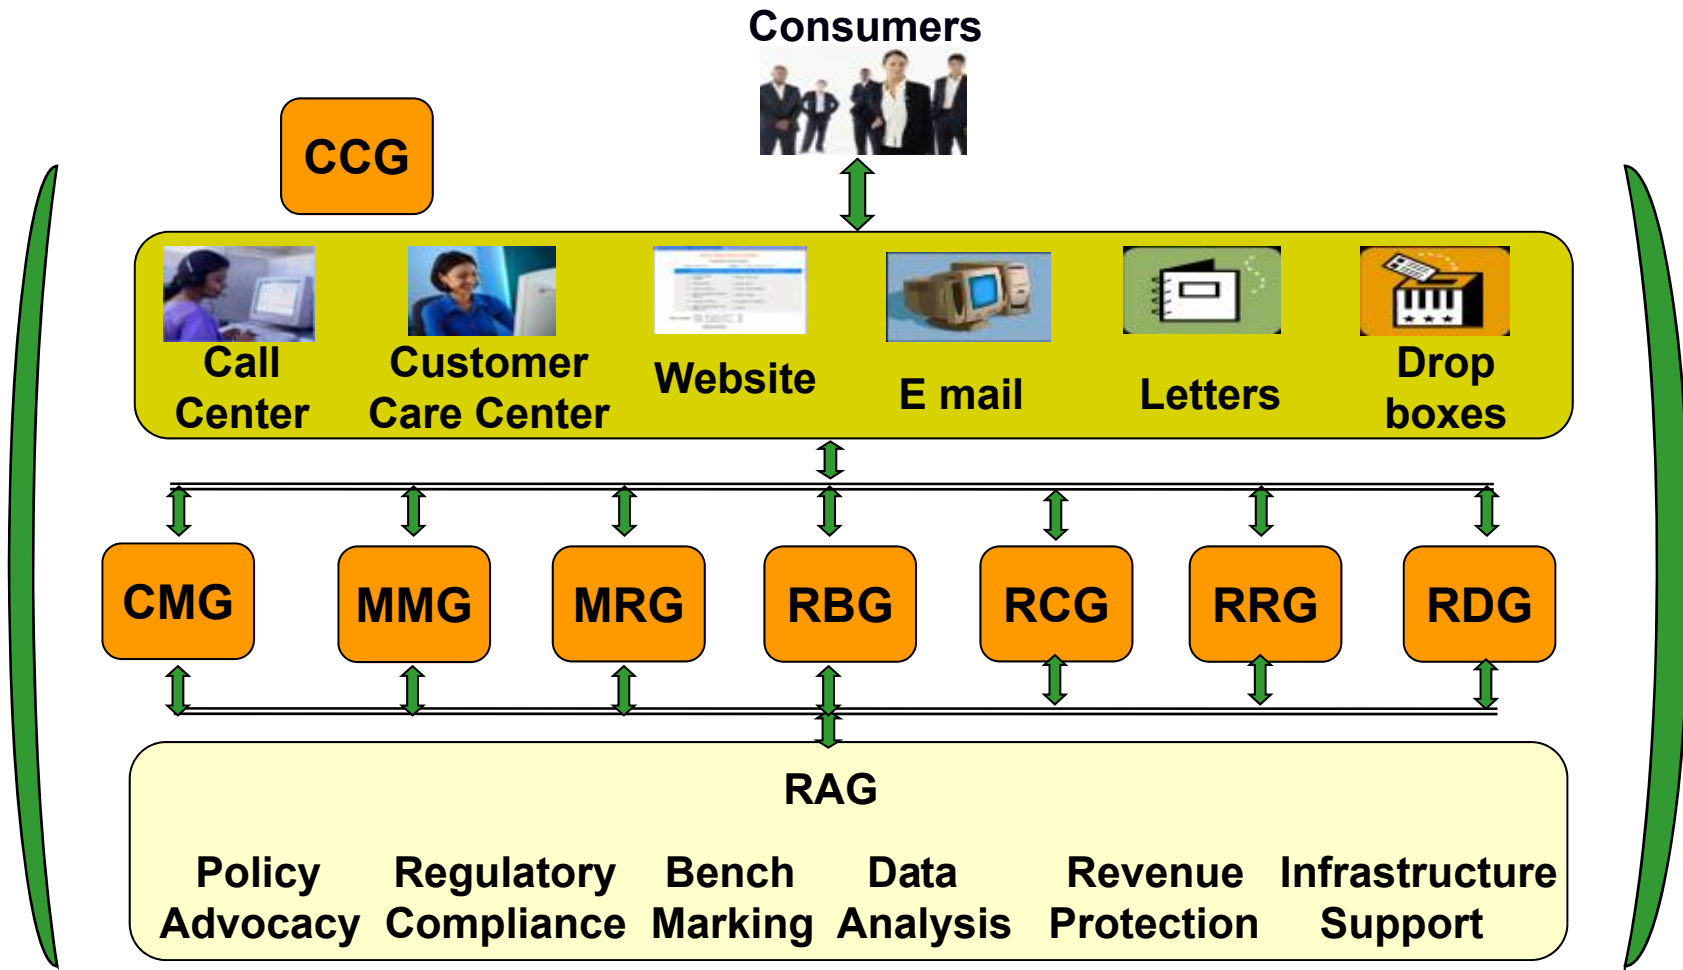 Consumers
CCG
Call
Center
Customer
Care Center
Website
E mail
Letters
Drop
boxes
CMG
MMG
MRG
RBG
RCG
RRG
RDG
RAG
Policy
Advocacy
Regulatory
Compliance
Bench
Marking
Data
Analysis
Revenue
Protection
Infrastructure
Support